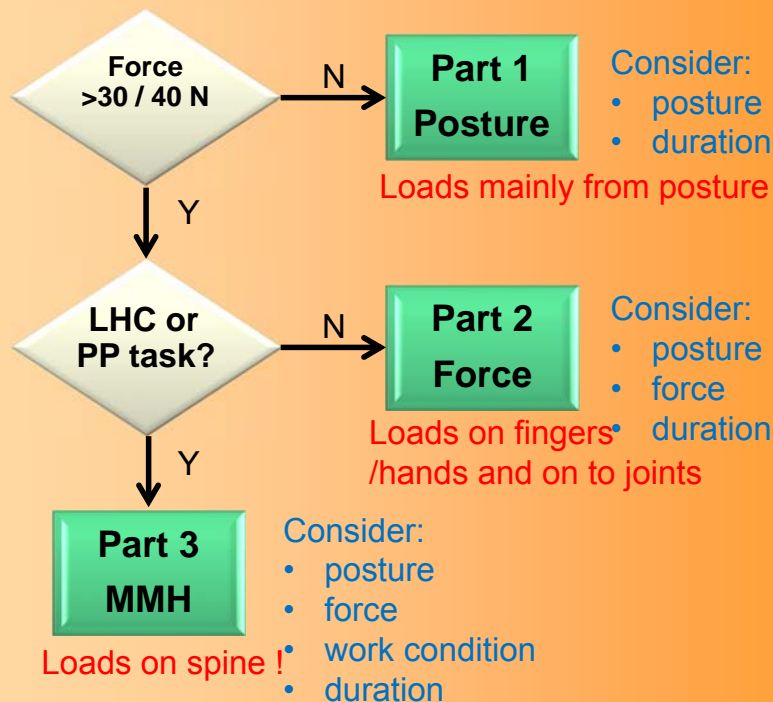 Force
>30 / 40 N
N
Part 1
Posture
Consider:
• posture
• duration
Loads mainly from posture
Y
LHC or
PP task?
N
Part 2
Force
Consider:
• posture
• force
• duration
Loads on fingers
/hands and on to joints
Y
Part 3
MMH
Consider:
• posture
• force
• work condition
• duration
Loads on spine !